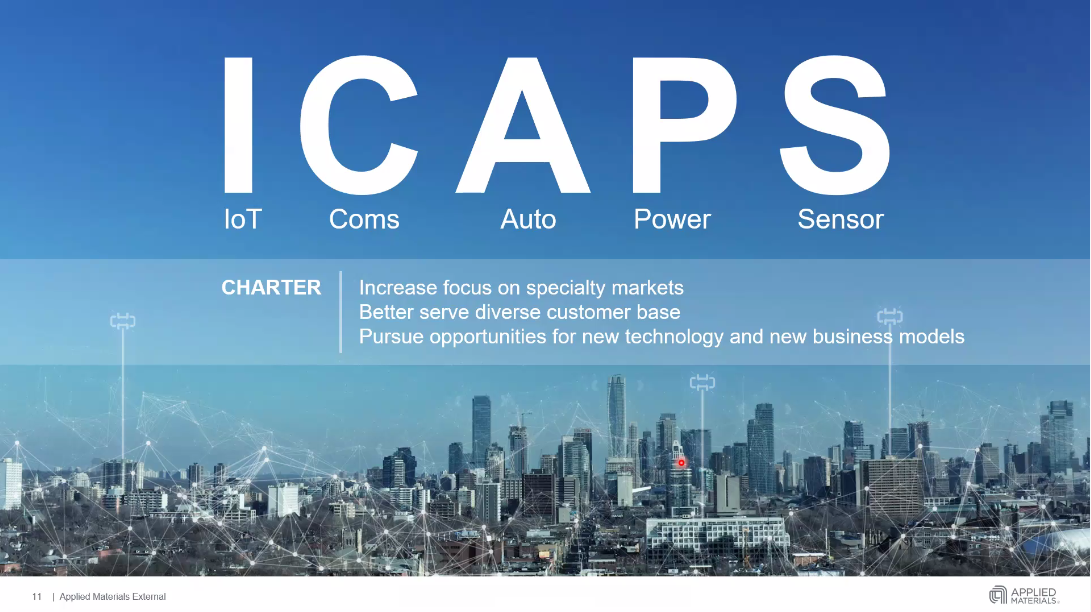 ICAPS
IoT Coms Auto Power Sensor
CHARTER
Increase focus on specialty markets
Better serve diverse customer base
Pursue opportunities for new technology and new business models
11 | Applied Materials External
APPLIED
MATERIALS